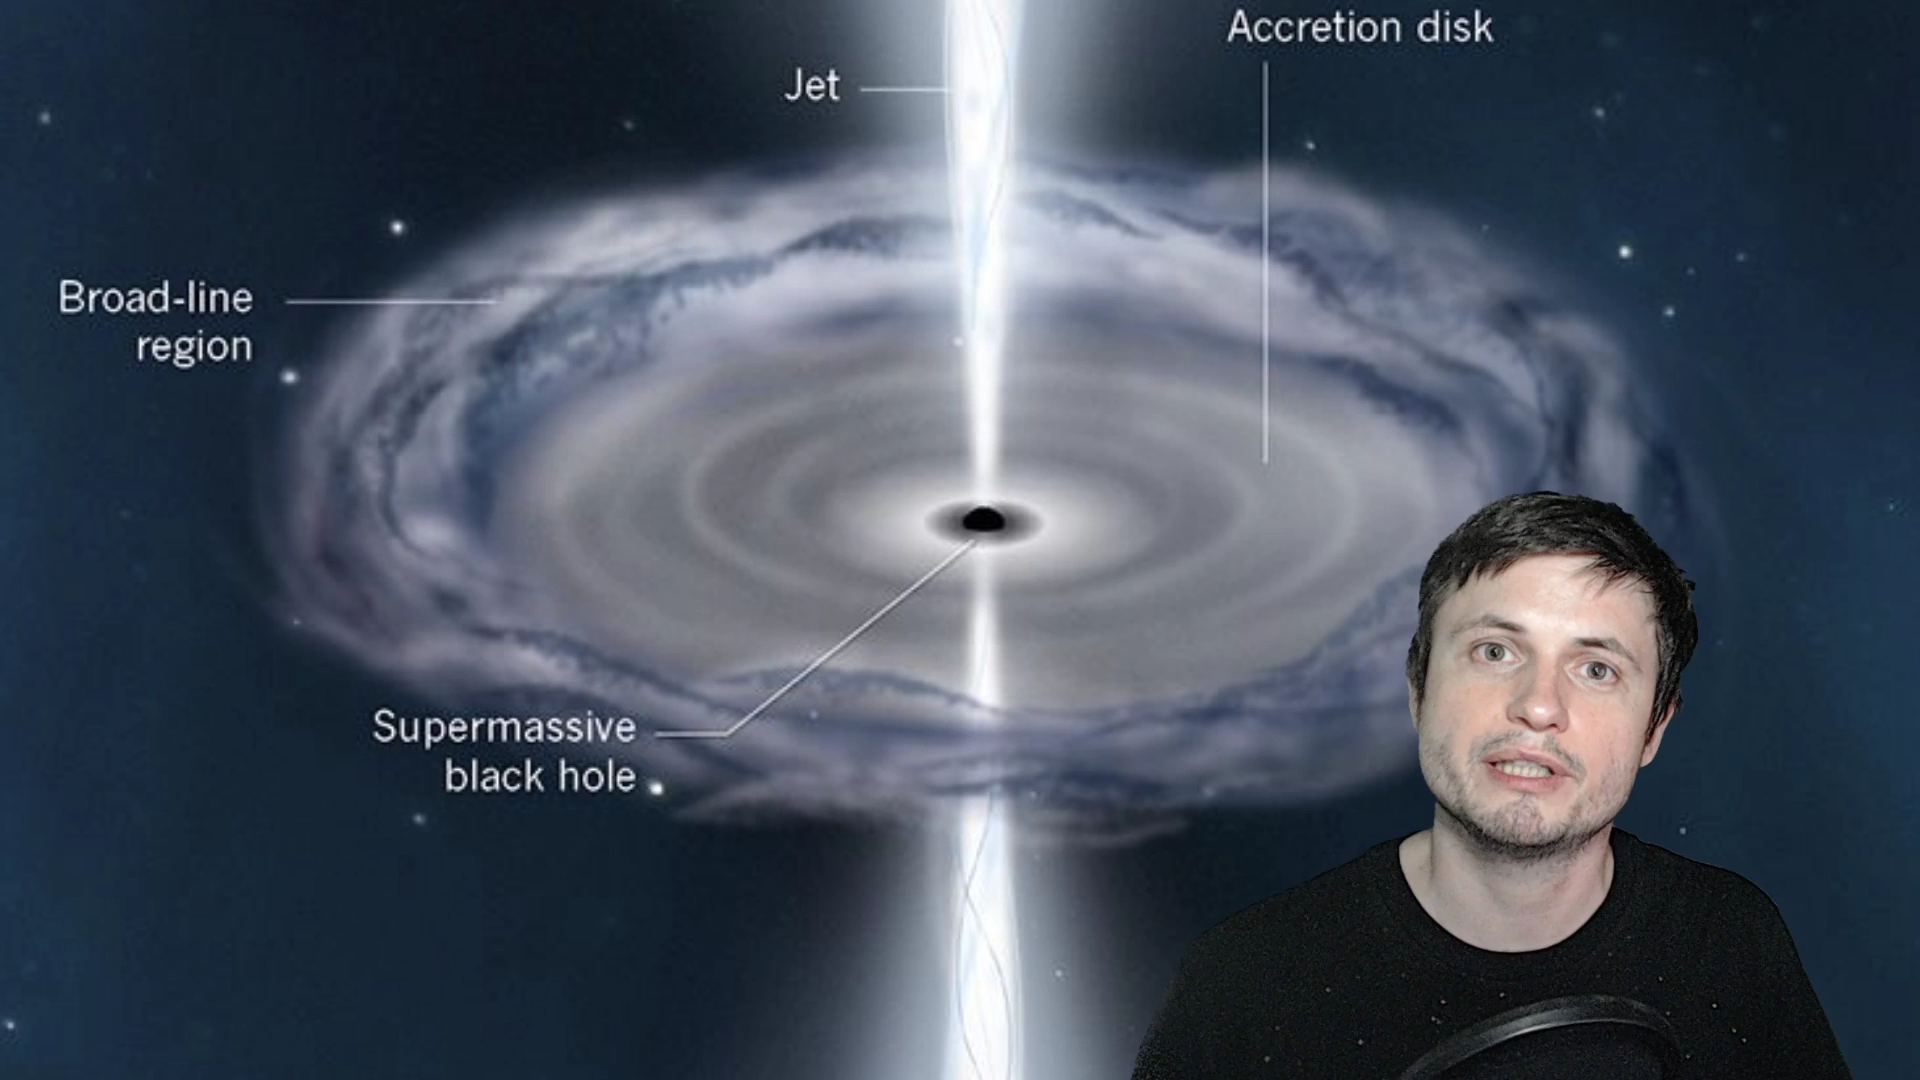 Accretion disk
Jet
Broad-line
region
Supermassive
black hole